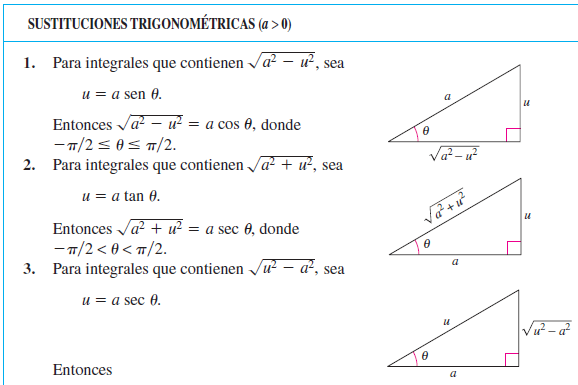 SUSTITUCIONES TRIGONOMÉTRICAS (a > 0)
1. Para integrales que contienen √a² − u², sea
u = a sen θ.
Entonces √a² − u² = a cos θ, donde
−π/2 ≤ θ ≤ π/2.
a
u
θ
√a² − u²
2. Para integrales que contienen √a² + u², sea
u = a tan θ.
Entonces √a² + u² = a sec θ, donde
−π/2 < θ < π/2.
√a² + u²
u
θ
a
3. Para integrales que contienen √u² − a², sea
u = a sec θ.
Entonces
u
√u² − a²
θ
a